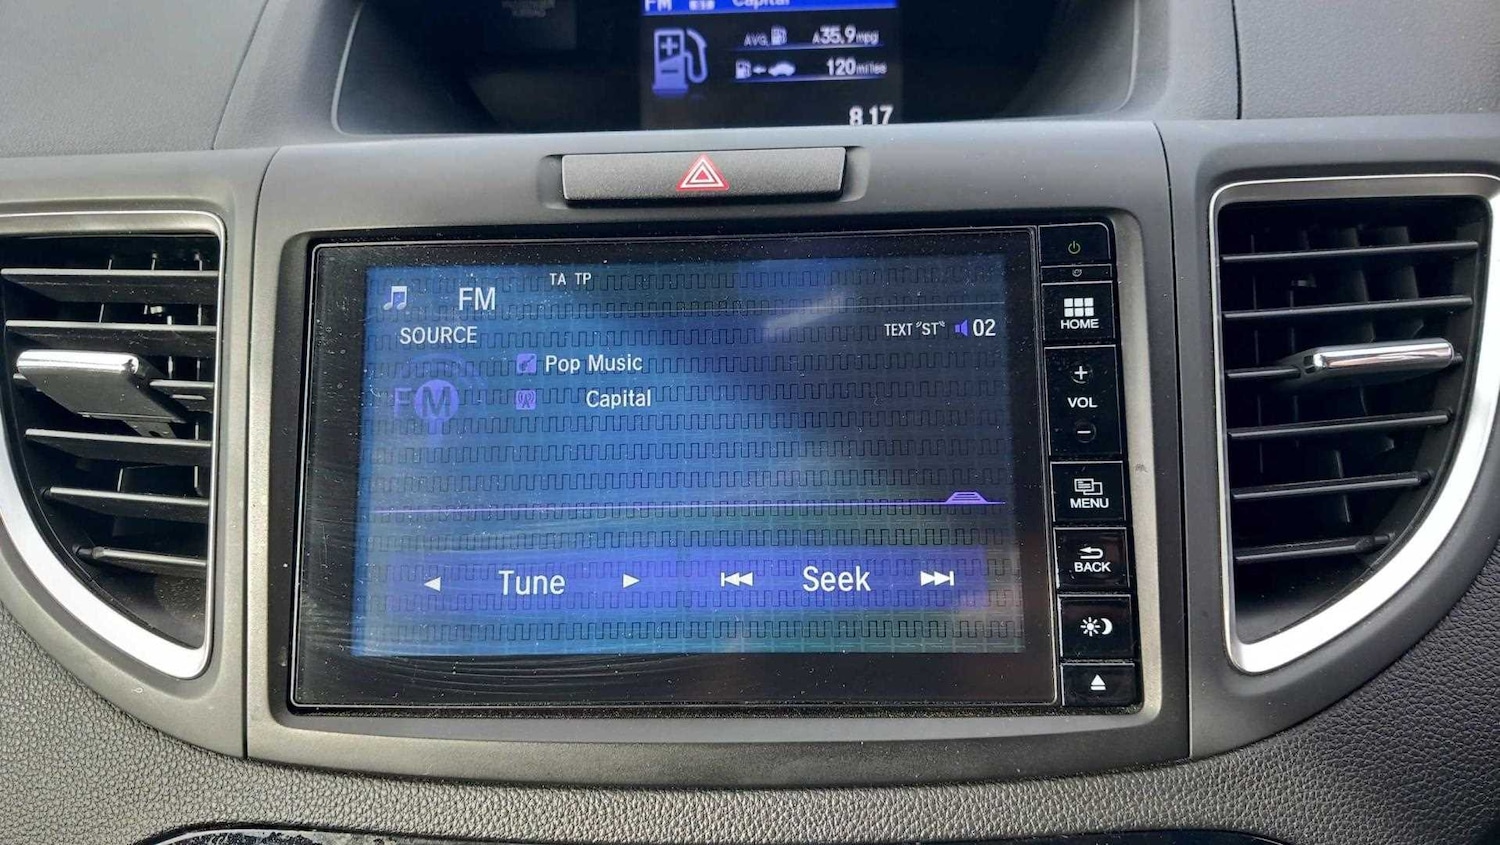 FM Capital
AVG. A35.9mpg
120miles
8:17
TA TP
FM
SOURCE
TEXT "ST" 02
Pop Music
FM
Capital
Tune
Seek
HOME
+
VOL
−
MENU
BACK